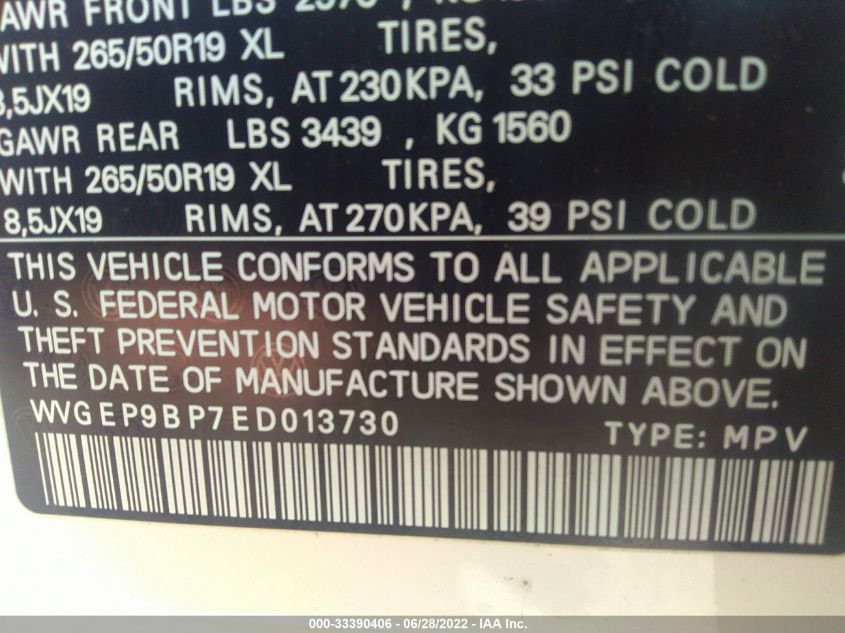 GAWR FRONT LBS
WITH 265/50R19 XL TIRES,
8,5JX19 RIMS, AT 230KPA, 33 PSI COLD
GAWR REAR LBS 3439 , KG 1560
WITH 265/50R19 XL TIRES,
8,5JX19 RIMS, AT 270KPA, 39 PSI COLD
THIS VEHICLE CONFORMS TO ALL APPLICABLE
U. S. FEDERAL MOTOR VEHICLE SAFETY AND
THEFT PREVENTION STANDARDS IN EFFECT ON
THE DATE OF MANUFACTURE SHOWN ABOVE.
WVGEP9BP7ED013730 TYPE: MPV
000-33390406 - 06/28/2022 - IAA Inc.